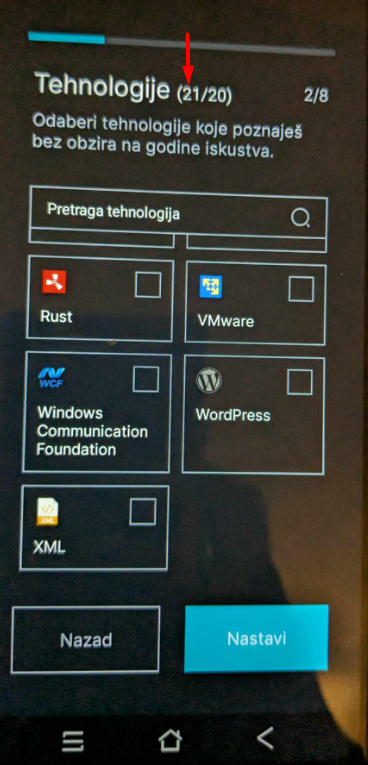 Tehnologije (21/20) 2/8
Odaberi tehnologije koje poznaješ
bez obzira na godine iskustva.
Pretraga tehnologija
Rust
VMware
WCF
Windows
Communication
Foundation
WordPress
XML
XML
Nazad
Nastavi